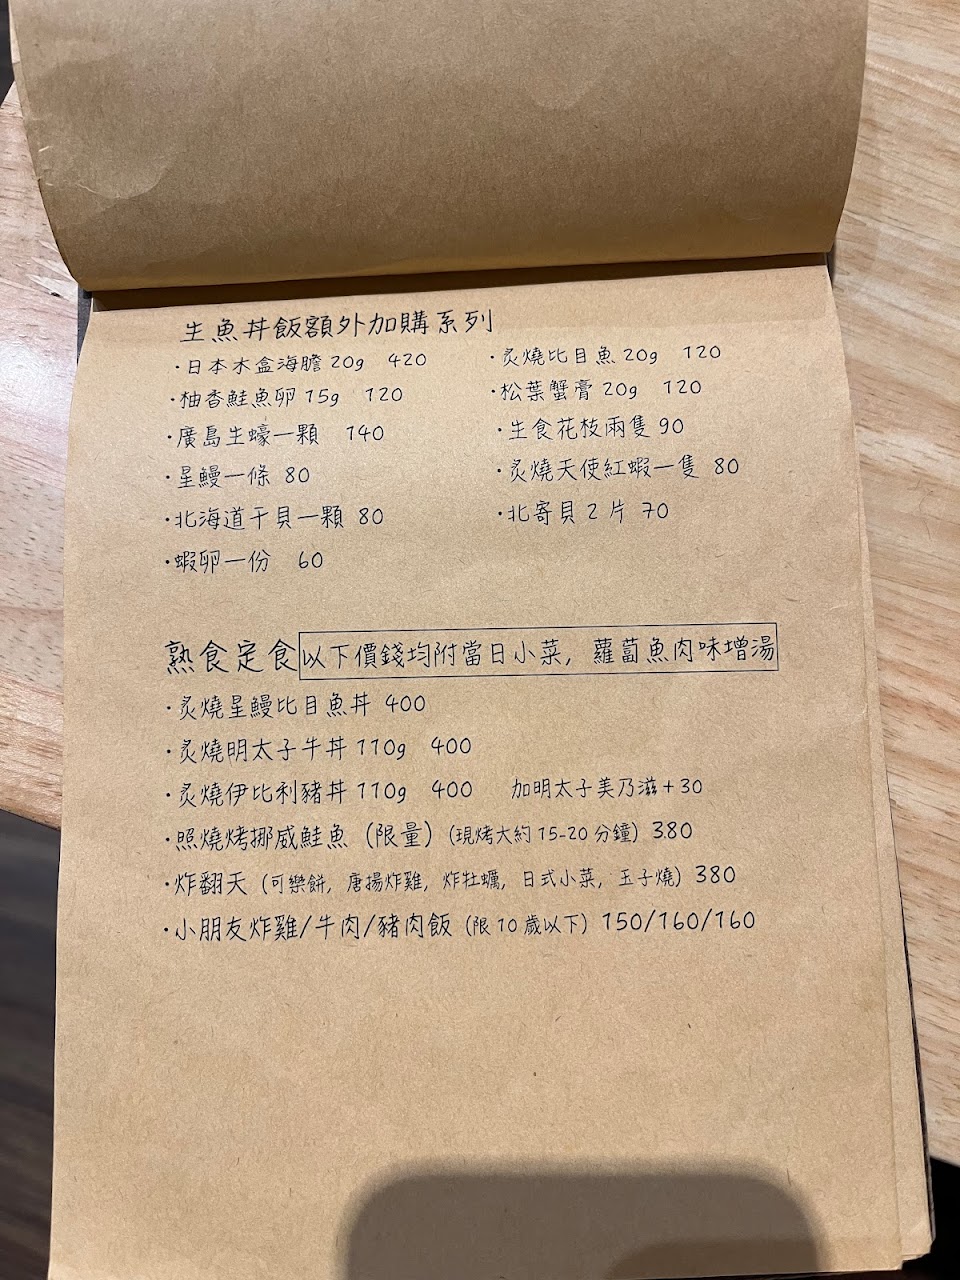 生魚丼飯額外加購系列
·日本木盒海膽 20g 420
·柚香鮭魚卵 15g 120
·廣島生蠔一顆 140
·星鰻一條 80
·北海道干貝一顆 80
·蝦卵一份 60
·炙燒比目魚 20g 120
·松葉蟹膏 20g 120
·生食花枝兩隻 90
·炙燒天使紅蝦一隻 80
·北寄貝 2 片 70
熟食定食 以下價錢均附當日小菜, 蘿蔔魚肉味增湯
·炙燒星鰻比目魚丼 400
·炙燒明太子牛丼 110g 400
·炙燒伊比利豬丼 110g 400 加明太子美乃滋+30
·照燒烤挪威鮭魚 (限量) (現烤大約 15-20 分鐘) 380
·炸翻天 (可樂餅, 唐揚炸雞, 炸牡蠣, 日式小菜, 玉子燒) 380
·小朋友炸雞/牛肉/豬肉飯 (限 10 歲以下) 150/160/160